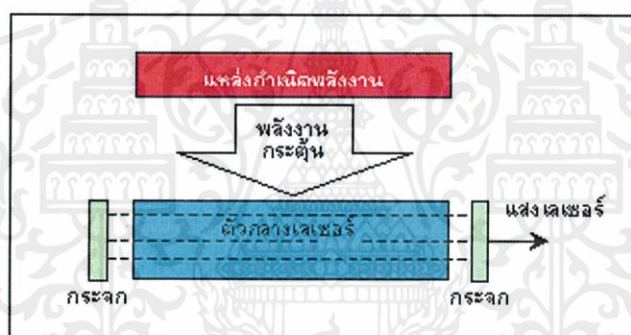 แหล่งกำเนิดพลังงาน
พลังงาน
กระตุ้น
ตัวกลางเลเซอร์
แสงเลเซอร์
กระจก
กระจก